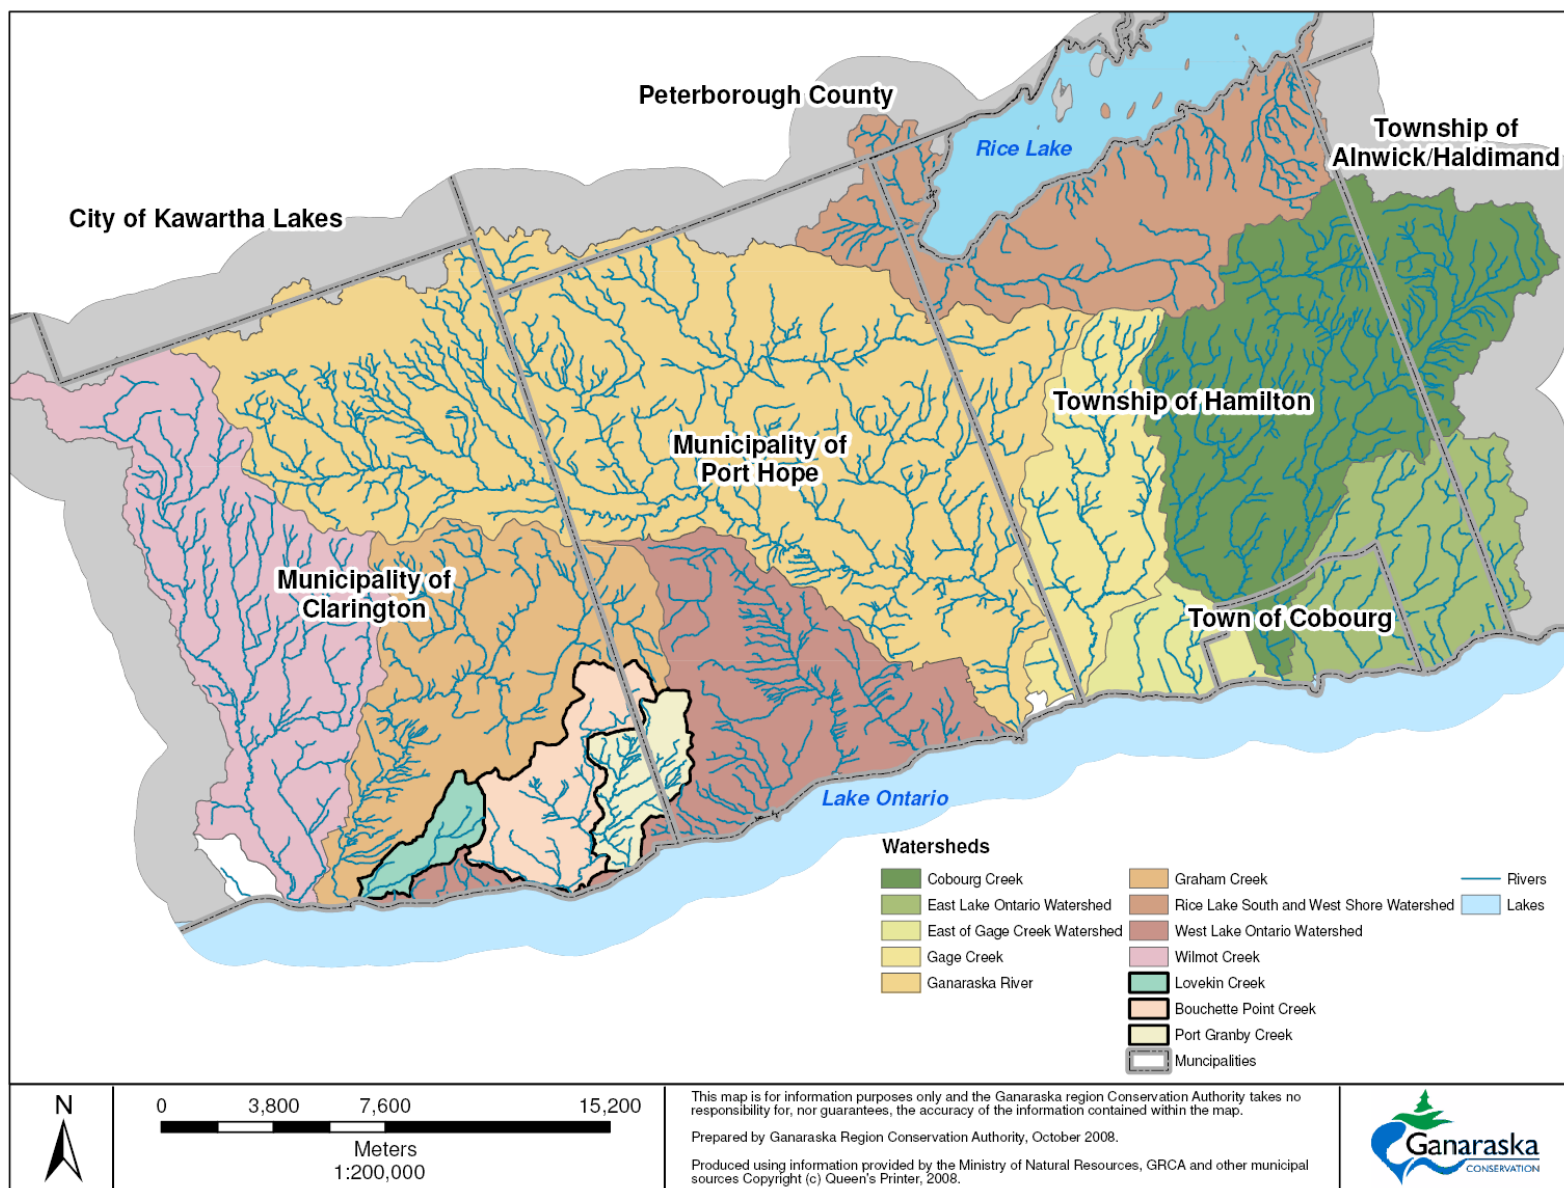 Peterborough County
Rice Lake
Township of
Alnwick/Haldimand
City of Kawartha Lakes
Township of Hamilton
Municipality of
Port Hope
Municipality of
Clarington
Town of Cobourg
Lake Ontario
Watersheds
Cobourg Creek
East Lake Ontario Watershed
East of Gage Creek Watershed
Gage Creek
Ganaraska River
Graham Creek
Rice Lake South and West Shore Watershed
West Lake Ontario Watershed
Wilmot Creek
Lovekin Creek
Bouchette Point Creek
Port Granby Creek
Muncipalities
Rivers
Lakes
N
0 3,800 7,600 15,200
Meters
1:200,000
This map is for information purposes only and the Ganaraska region Conservation Authority takes no
responsibility for, nor guarantees, the accuracy of the information contained within the map.
Prepared by Ganaraska Region Conservation Authority, October 2008.
Produced using information provided by the Ministry of Natural Resources, GRCA and other municipal
sources Copyright (c) Queen's Printer, 2008.
Ganaraska
CONSERVATION